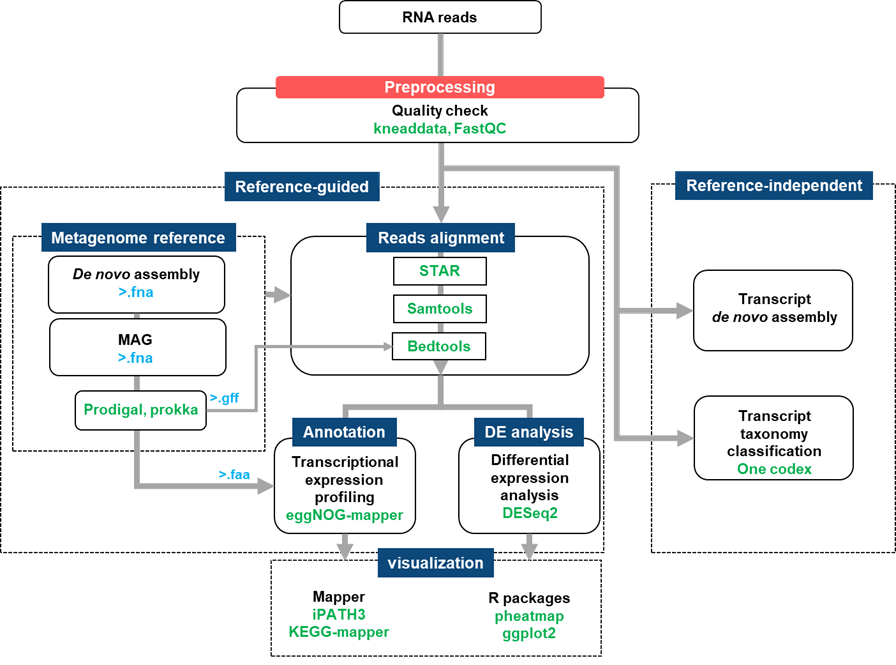 RNA reads
Preprocessing
Quality check
kneaddata, FastQC
Reference-guided
Reference-independent
Metagenome reference
De novo assembly
>.fna
MAG
>.fna
Prodigal, prokka
>.gff
>.faa
Reads alignment
STAR
Samtools
Bedtools
Annotation
Transcriptional
expression
profiling
eggNOG-mapper
DE analysis
Differential
expression
analysis
DESeq2
Transcript
de novo assembly
Transcript
taxonomy
classification
One codex
visualization
Mapper
iPATH3
KEGG-mapper
R packages
pheatmap
ggplot2